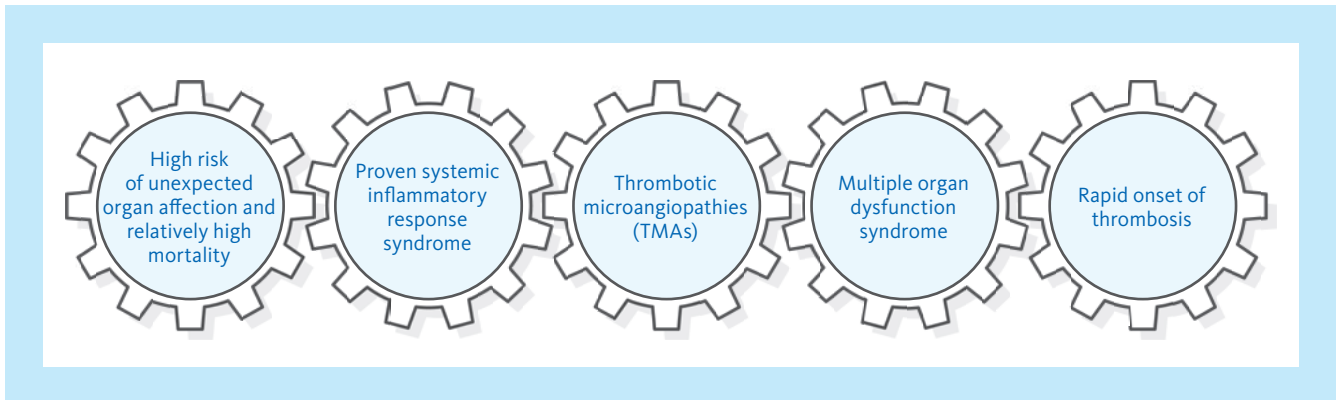 High risk
of unexpected
organ affection and
relatively high
mortality
Proven systemic
inflammatory
response
syndrome
Thrombotic
microangiopathies
(TMAs)
Multiple organ
dysfunction
syndrome
Rapid onset of
thrombosis